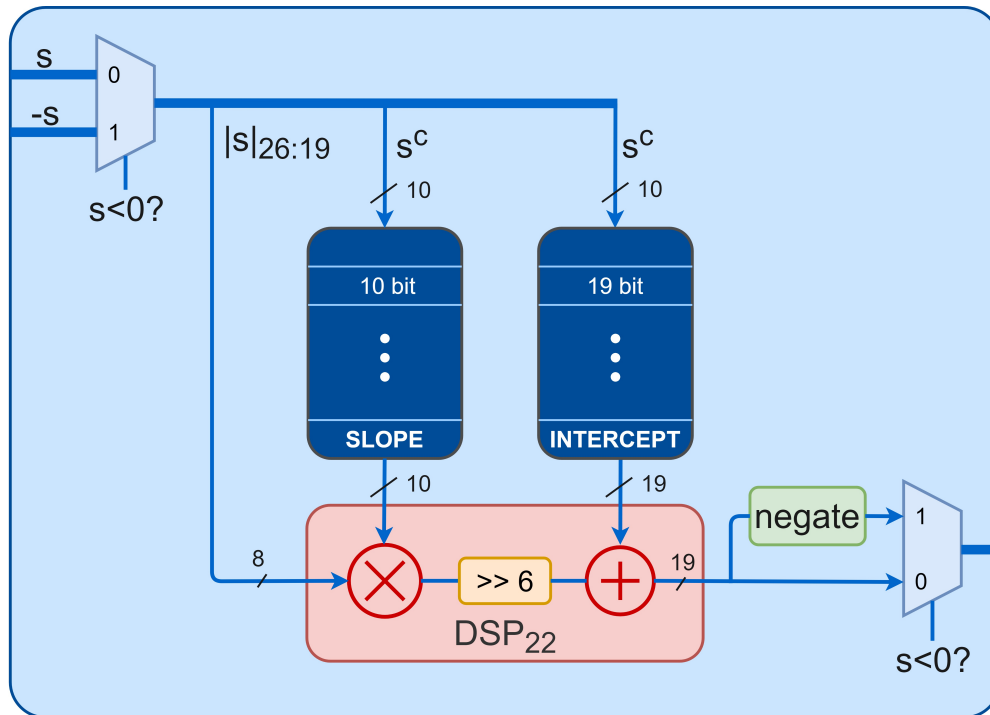 s
0
-s
1
s<0?
|s|26:19
sᶜ
10
sᶜ
10
10 bit
19 bit
SLOPE
INTERCEPT
10
19
8
>> 6
DSP₂₂
19
negate
1
0
s<0?